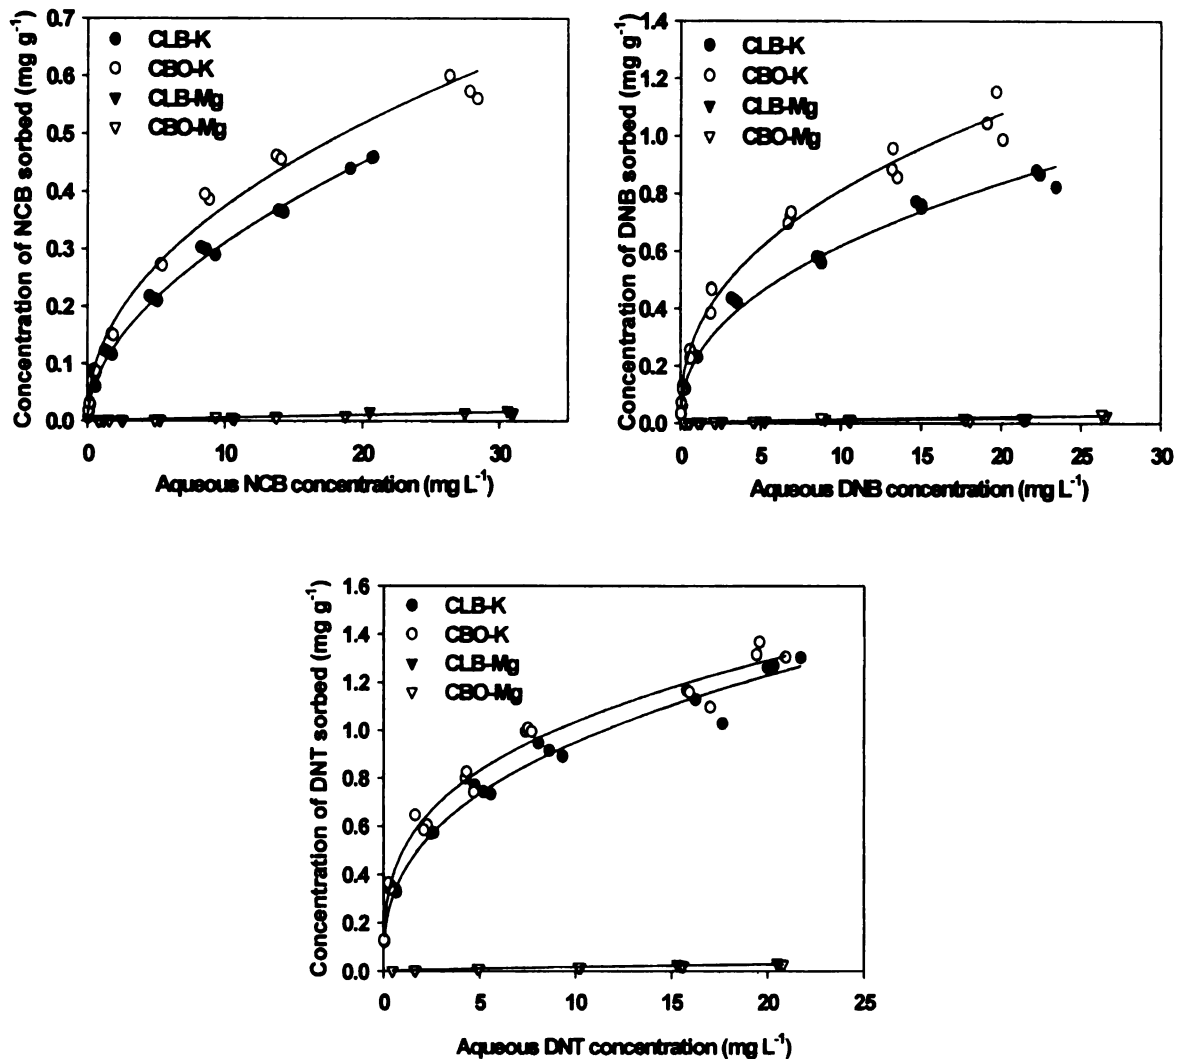 Concentration of NCB sorbed (mg g⁻¹)
0.7
0.6
0.5
0.4
0.3
0.2
0.1
0.0
CLB-K
CBO-K
CLB-Mg
CBO-Mg
0 10 20 30
Aqueous NCB concentration (mg L⁻¹)
Concentration of DNB sorbed (mg g⁻¹)
1.4
1.2
1.0
0.8
0.6
0.4
0.2
0.0
CLB-K
CBO-K
CLB-Mg
CBO-Mg
0 5 10 15 20 25 30
Aqueous DNB concentration (mg L⁻¹)
Concentration of DNT sorbed (mg g⁻¹)
1.6
1.4
1.2
1.0
0.8
0.6
0.4
0.2
0.0
CLB-K
CBO-K
CLB-Mg
CBO-Mg
0 5 10 15 20 25
Aqueous DNT concentration (mg L⁻¹)